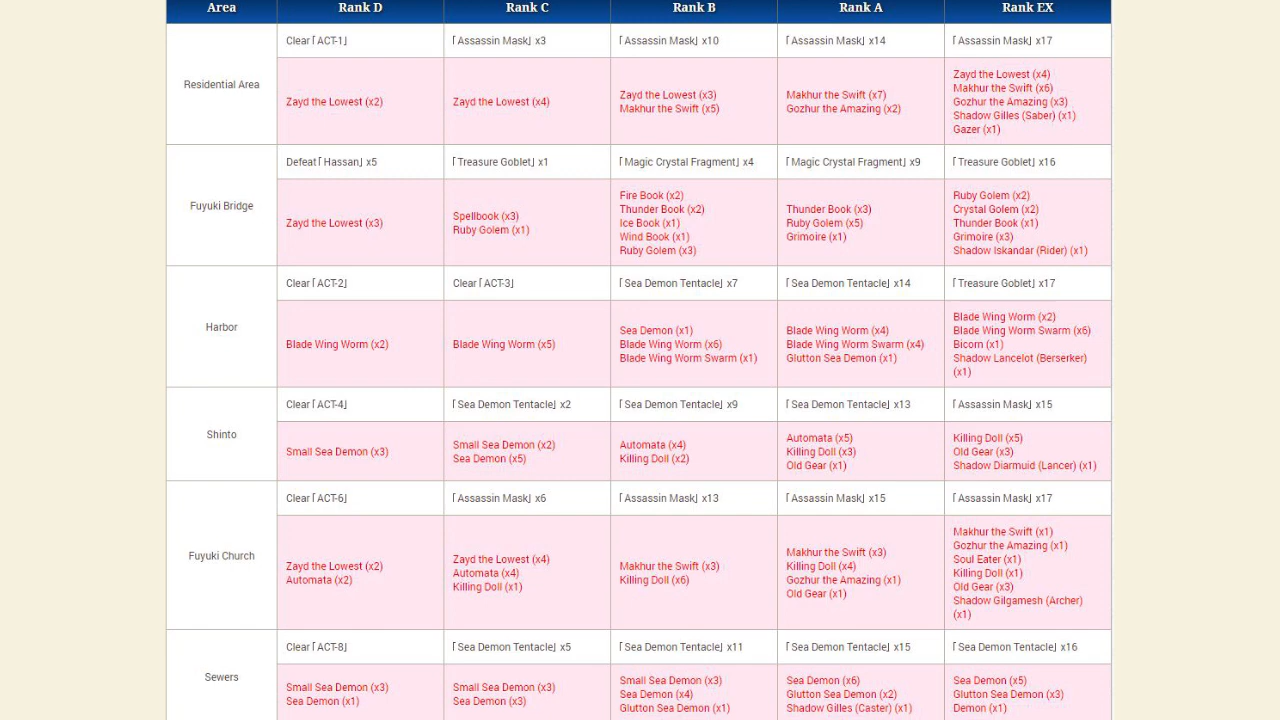 Area Rank D Rank C Rank B Rank A Rank EX
Residential Area
Clear「ACT-1」 「Assassin Mask」 x3 「Assassin Mask」 x10 「Assassin Mask」 x14 「Assassin Mask」 x17
Zayd the Lowest (x2)
Zayd the Lowest (x4)
Zayd the Lowest (x3)
Makhur the Swift (x5)
Makhur the Swift (x7)
Gozhur the Amazing (x2)
Zayd the Lowest (x4)
Makhur the Swift (x6)
Gozhur the Amazing (x3)
Shadow Gilles (Saber) (x1)
Gazer (x1)
Fuyuki Bridge
Defeat「Hassan」 x5 「Treasure Goblet」 x1 「Magic Crystal Fragment」 x4 「Magic Crystal Fragment」 x9 「Treasure Goblet」 x16
Zayd the Lowest (x3)
Spellbook (x3)
Ruby Golem (x1)
Fire Book (x2)
Thunder Book (x2)
Ice Book (x1)
Wind Book (x1)
Ruby Golem (x3)
Thunder Book (x3)
Ruby Golem (x5)
Grimoire (x1)
Ruby Golem (x2)
Crystal Golem (x2)
Thunder Book (x1)
Grimoire (x3)
Shadow Iskandar (Rider) (x1)
Harbor
Clear「ACT-2」 Clear「ACT-3」 「Sea Demon Tentacle」 x7 「Sea Demon Tentacle」 x14 「Treasure Goblet」 x17
Blade Wing Worm (x2)
Blade Wing Worm (x5)
Sea Demon (x1)
Blade Wing Worm (x6)
Blade Wing Worm Swarm (x1)
Blade Wing Worm (x4)
Blade Wing Worm Swarm (x4)
Glutton Sea Demon (x1)
Blade Wing Worm (x2)
Blade Wing Worm Swarm (x6)
Bicorn (x1)
Shadow Lancelot (Berserker)
(x1)
Shinto
Clear「ACT-4」 「Sea Demon Tentacle」 x2 「Sea Demon Tentacle」 x9 「Sea Demon Tentacle」 x13 「Assassin Mask」 x15
Small Sea Demon (x3)
Small Sea Demon (x2)
Sea Demon (x5)
Automata (x4)
Killing Doll (x2)
Automata (x5)
Killing Doll (x3)
Old Gear (x1)
Killing Doll (x5)
Old Gear (x3)
Shadow Diarmuid (Lancer) (x1)
Fuyuki Church
Clear「ACT-6」 「Assassin Mask」 x6 「Assassin Mask」 x13 「Assassin Mask」 x15 「Assassin Mask」 x17
Zayd the Lowest (x2)
Automata (x2)
Zayd the Lowest (x4)
Automata (x4)
Killing Doll (x1)
Makhur the Swift (x3)
Killing Doll (x6)
Makhur the Swift (x3)
Killing Doll (x4)
Gozhur the Amazing (x1)
Old Gear (x1)
Makhur the Swift (x1)
Gozhur the Amazing (x1)
Soul Eater (x1)
Killing Doll (x1)
Old Gear (x3)
Shadow Gilgamesh (Archer)
(x1)
Sewers
Clear「ACT-8」 「Sea Demon Tentacle」 x5 「Sea Demon Tentacle」 x11 「Sea Demon Tentacle」 x15 「Sea Demon Tentacle」 x16
Small Sea Demon (x3)
Sea Demon (x1)
Small Sea Demon (x3)
Sea Demon (x3)
Small Sea Demon (x3)
Sea Demon (x4)
Glutton Sea Demon (x1)
Sea Demon (x6)
Glutton Sea Demon (x2)
Shadow Gilles (Caster) (x1)
Sea Demon (x5)
Glutton Sea Demon (x3)
Demon (x1)